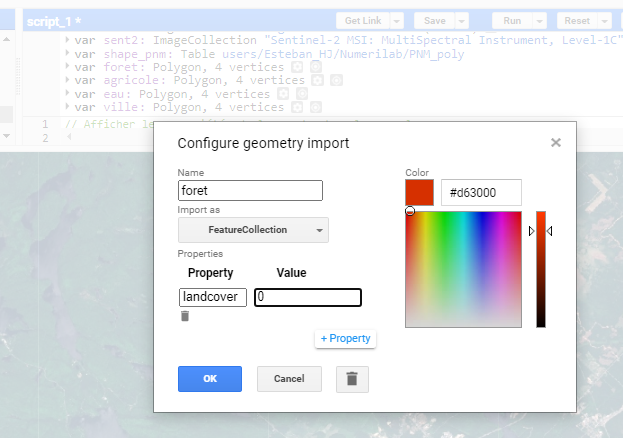 script_1 *
Get Link
Save
Run
Reset
var sent2: ImageCollection "Sentinel-2 MSI: MultiSpectral Instrument, Level-1C"
var shape_pnm: Table users/Esteban_HJ/Numerilab/PNM_poly
var foret: Polygon, 4 vertices
var agricole: Polygon, 4 vertices
var eau: Polygon, 4 vertices
var ville: Polygon, 4 vertices
1 // Afficher
2
Configure geometry import
Name
foret
Import as
FeatureCollection
Properties
Property Value
landcover 0
+ Property
OK
Cancel
Color
#d63000